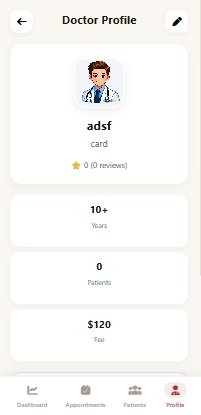 Doctor Profile
adsf
card
0 (0 reviews)
10+
Years
0
Patients
$120
Fee
Dashboard Appointments Patients Profile